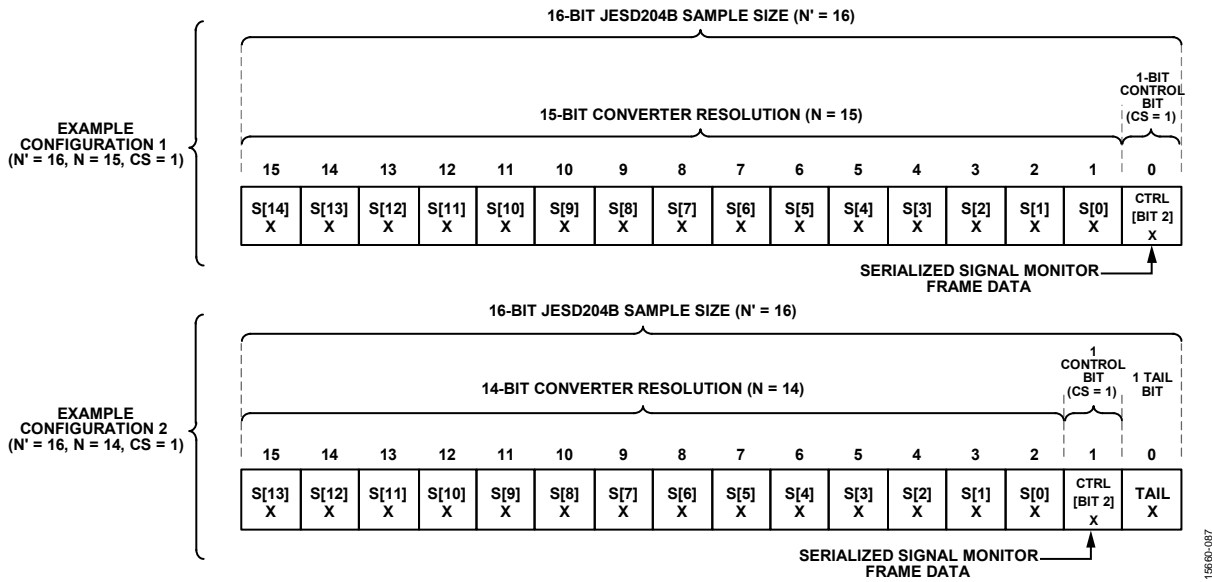 16-BIT JESD204B SAMPLE SIZE (N' = 16)
1-BIT
CONTROL
BIT
(CS = 1)
15-BIT CONVERTER RESOLUTION (N = 15)
EXAMPLE
CONFIGURATION 1
(N' = 16, N = 15, CS = 1)
15 14 13 12 11 10 9 8 7 6 5 4 3 2 1 0
S[14] S[13] S[12] S[11] S[10] S[9] S[8] S[7] S[6] S[5] S[4] S[3] S[2] S[1] S[0] CTRL
[BIT 2]
X X X X X X X X X X X X X X X X
SERIALIZED SIGNAL MONITOR
FRAME DATA
16-BIT JESD204B SAMPLE SIZE (N' = 16)
1
CONTROL
BIT
(CS = 1)
1 TAIL
BIT
14-BIT CONVERTER RESOLUTION (N = 14)
EXAMPLE
CONFIGURATION 2
(N' = 16, N = 14, CS = 1)
15 14 13 12 11 10 9 8 7 6 5 4 3 2 1 0
S[13] S[12] S[11] S[10] S[9] S[8] S[7] S[6] S[5] S[4] S[3] S[2] S[1] S[0] CTRL
[BIT 2] TAIL
X X X X X X X X X X X X X X X X
SERIALIZED SIGNAL MONITOR
FRAME DATA
15660-087